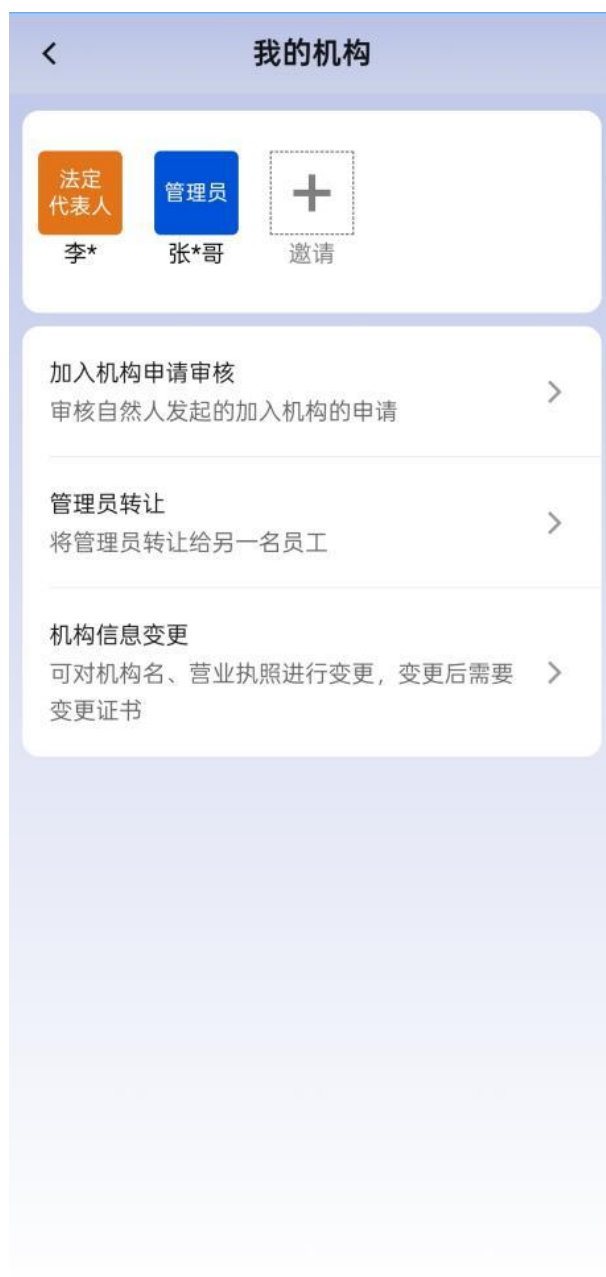 我的机构
法定
代表人
管理员
李*
张*哥
邀请
加入机构申请审核
审核自然人发起的加入机构的申请
管理员转让
将管理员转让给另一名员工
机构信息变更
可对机构名、营业执照进行变更，变更后需要
变更证书